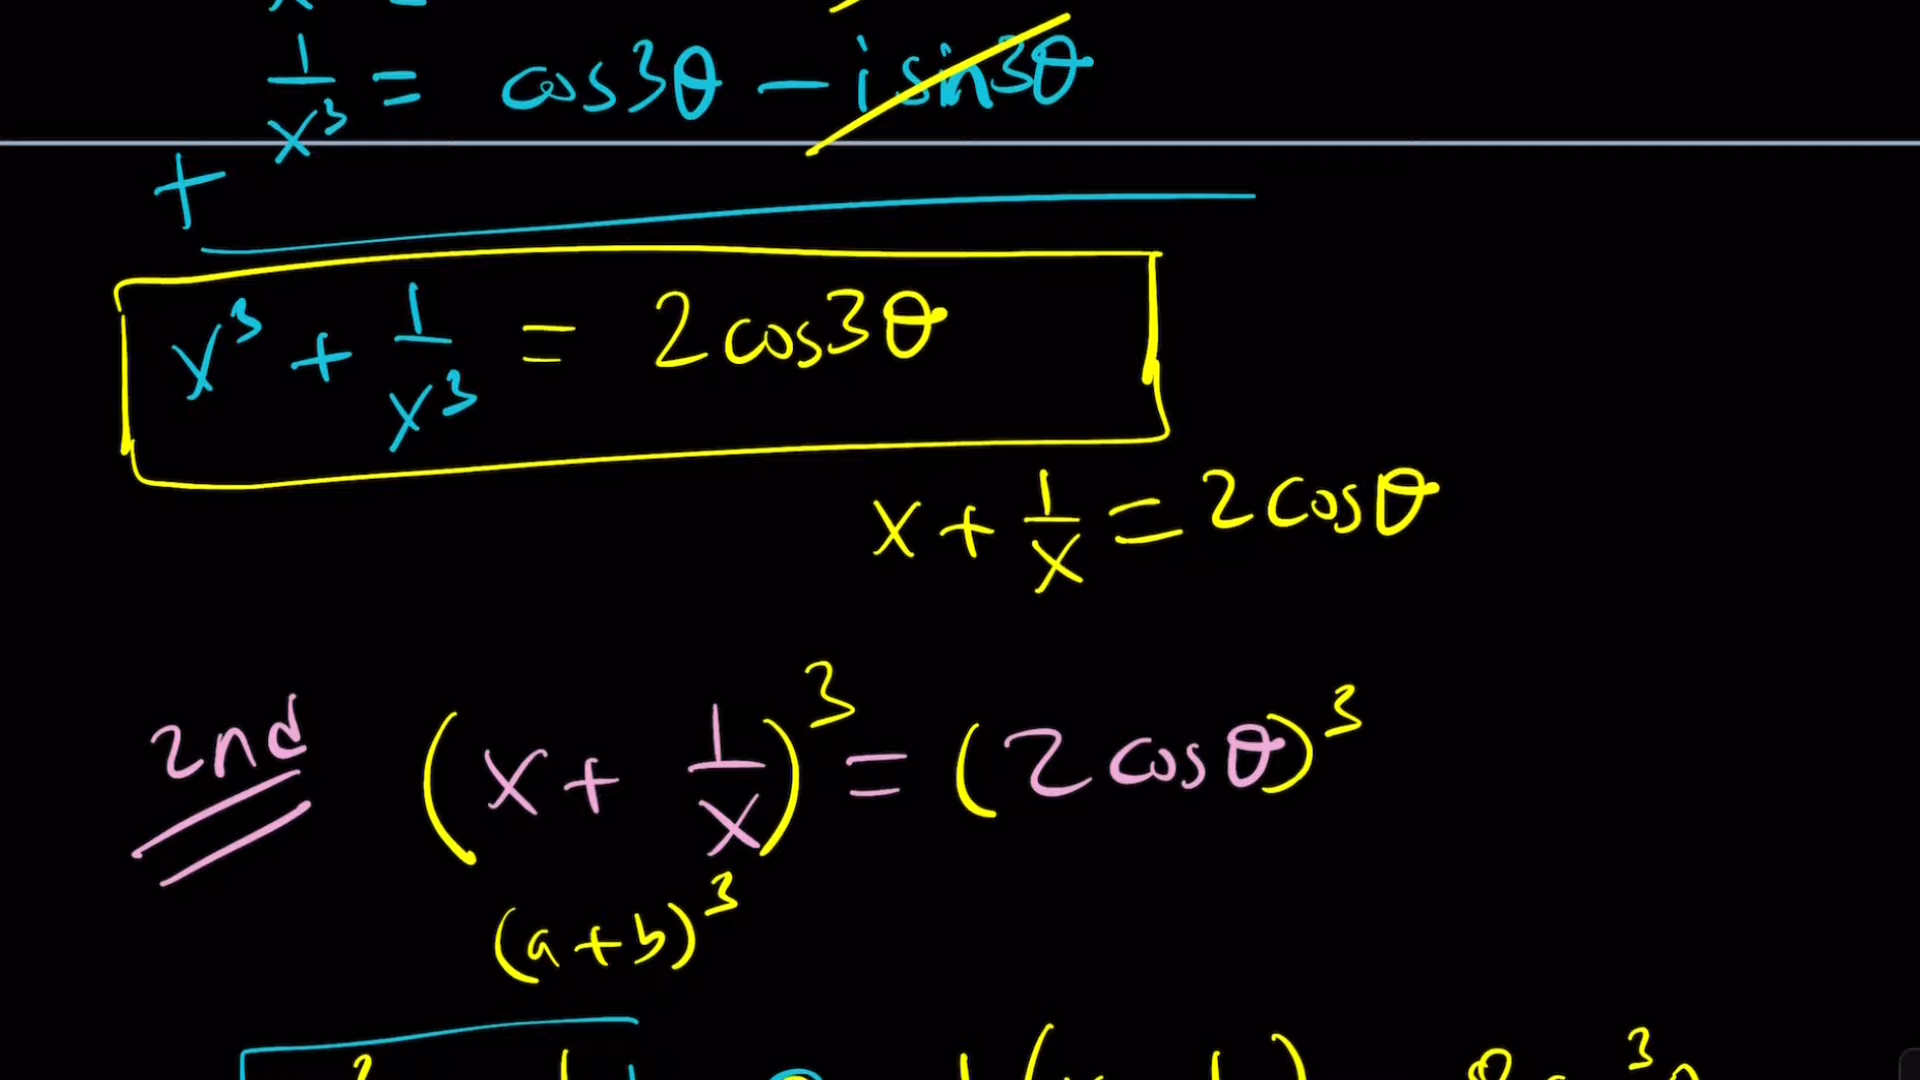 1/x³ = cos3θ − i sin3θ
+
x³ + 1/x³ = 2cos3θ
x + 1/x = 2cosθ
2nd (x + 1/x)³ = (2cosθ)³
(a+b)³